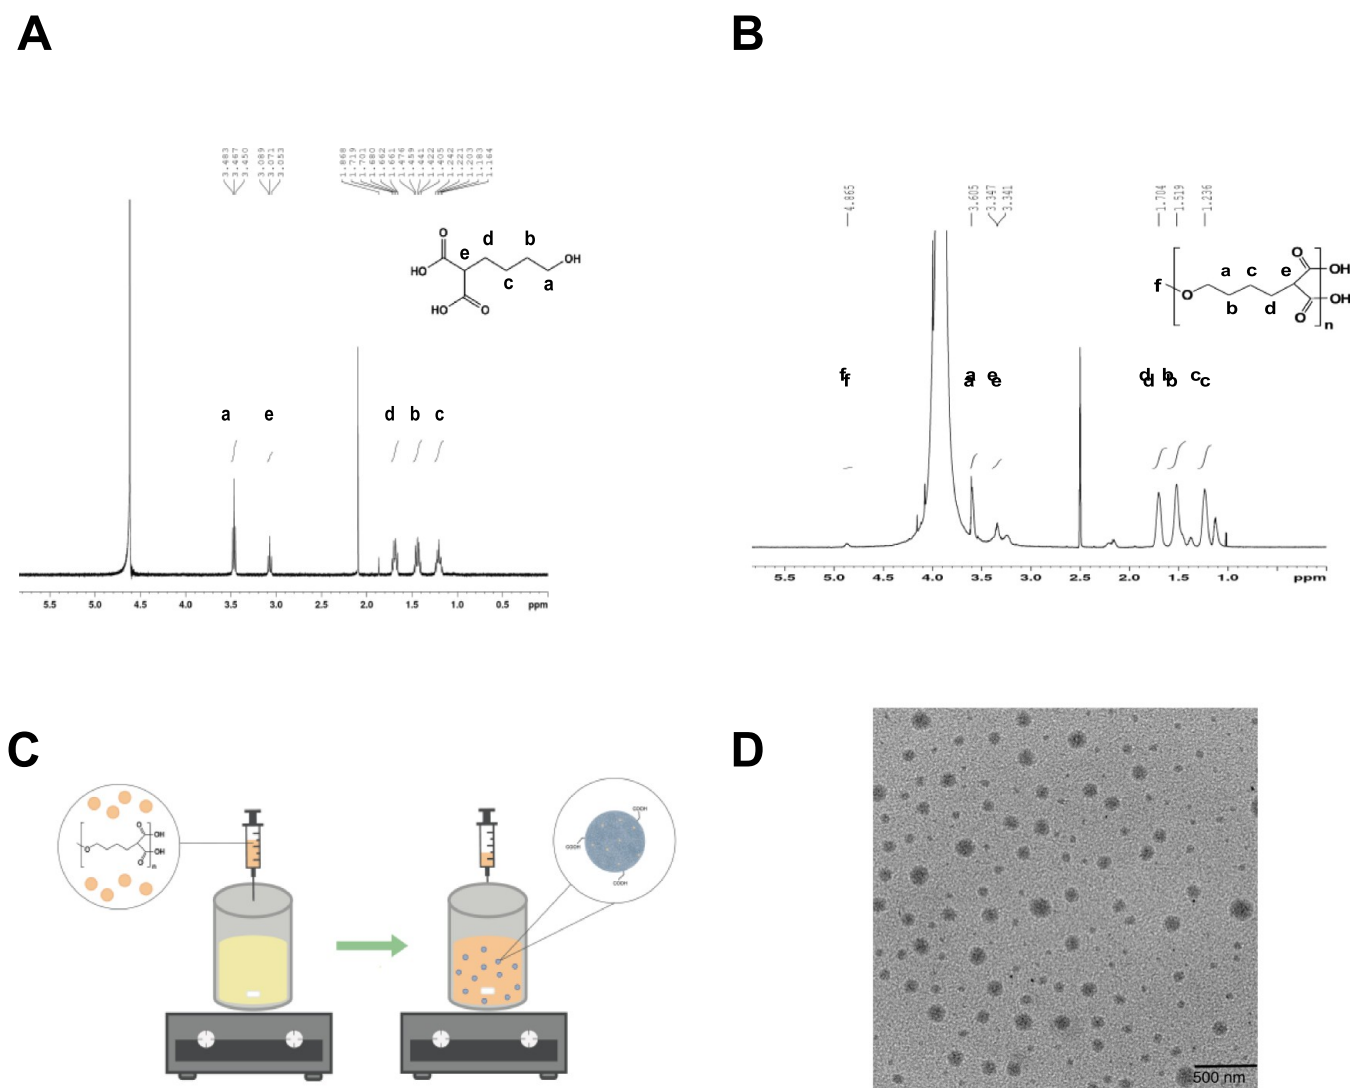 A
3.483
3.467
3.450
3.089
3.071
3.053
1.868
1.719
1.701
1.680
1.662
1.661
1.476
1.459
1.441
1.422
1.405
1.242
1.221
1.203
1.183
1.164
O
HO
e
d
b
OH
c
a
HO
O
a e d b c
5.5 5.0 4.5 4.0 3.5 3.0 2.5 2.0 1.5 1.0 0.5 ppm
B
4.865
3.605
3.347
3.341
1.704
1.519
1.236
f
O
a
c
e
O
OH
b
d
O
OH
n
f a e d b c
f a e d b c
5.5 5.0 4.5 4.0 3.5 3.0 2.5 2.0 1.5 1.0 ppm
C
O
OH
O
OH
O
n
COOH
COOH
COOH
D
500 nm